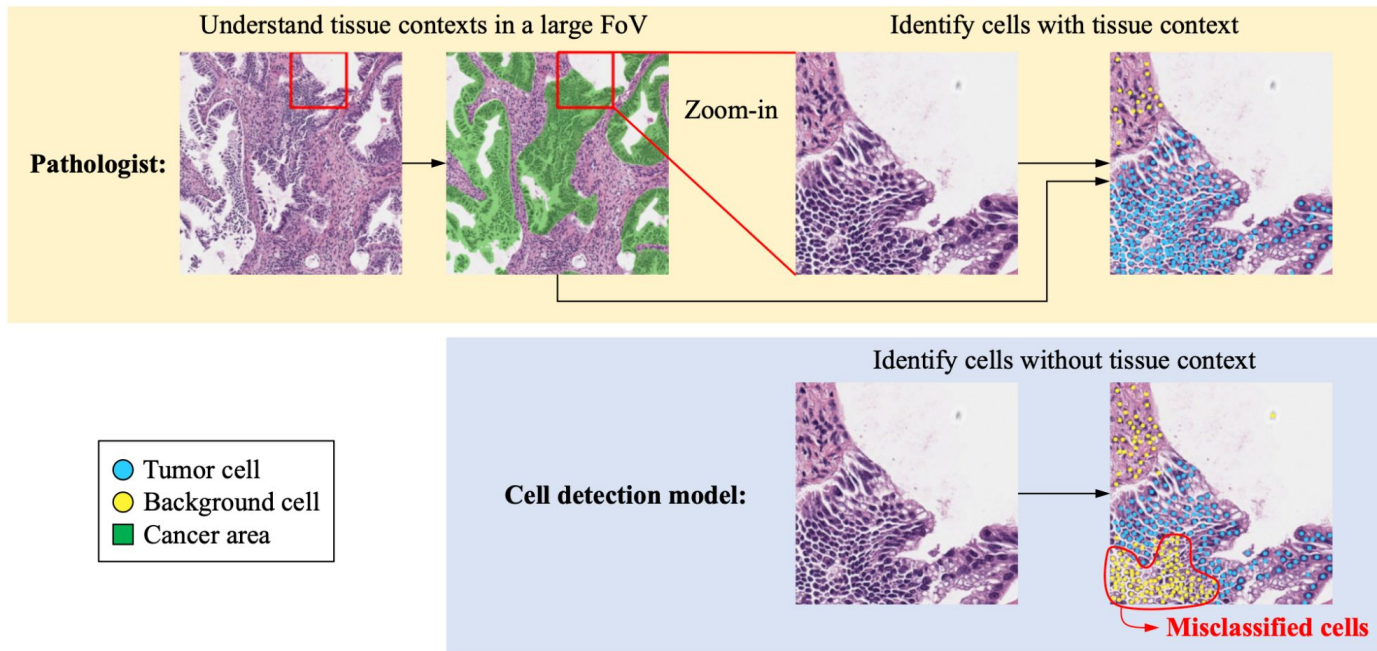 Understand tissue contexts in a large FoV
Identify cells with tissue context
Pathologist:
Zoom-in
Identify cells without tissue context
Tumor cell
Background cell
Cancer area
Cell detection model:
Misclassified cells